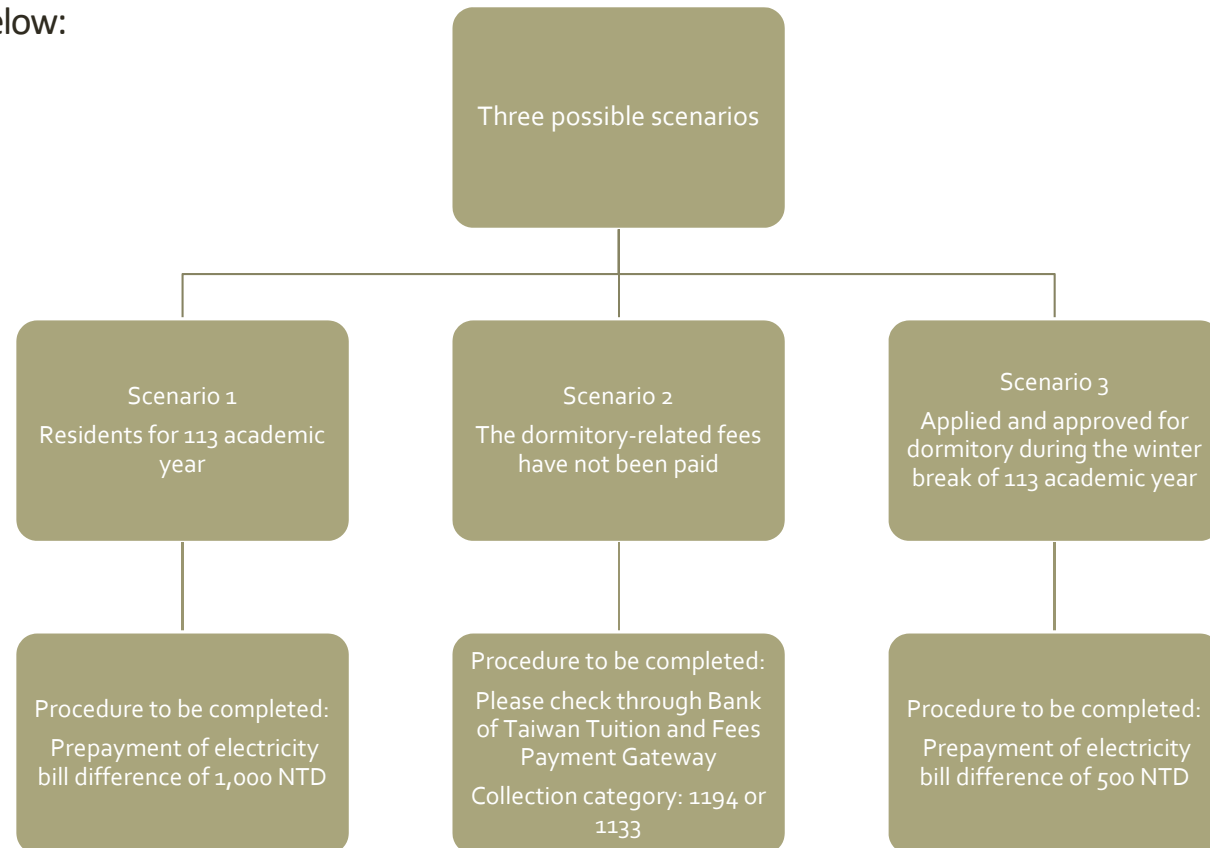 elow:
Three possible scenarios
Scenario 1
Residents for 113 academic
year
Scenario 2
The dormitory-related fees
have not been paid
Scenario 3
Applied and approved for
dormitory during the winter
break of 113 academic year
Procedure to be completed:
Prepayment of electricity
bill difference of 1,000 NTD
Procedure to be completed:
Please check through Bank
of Taiwan Tuition and Fees
Payment Gateway
Collection category: 1194 or
1133
Procedure to be completed:
Prepayment of electricity
bill difference of 500 NTD